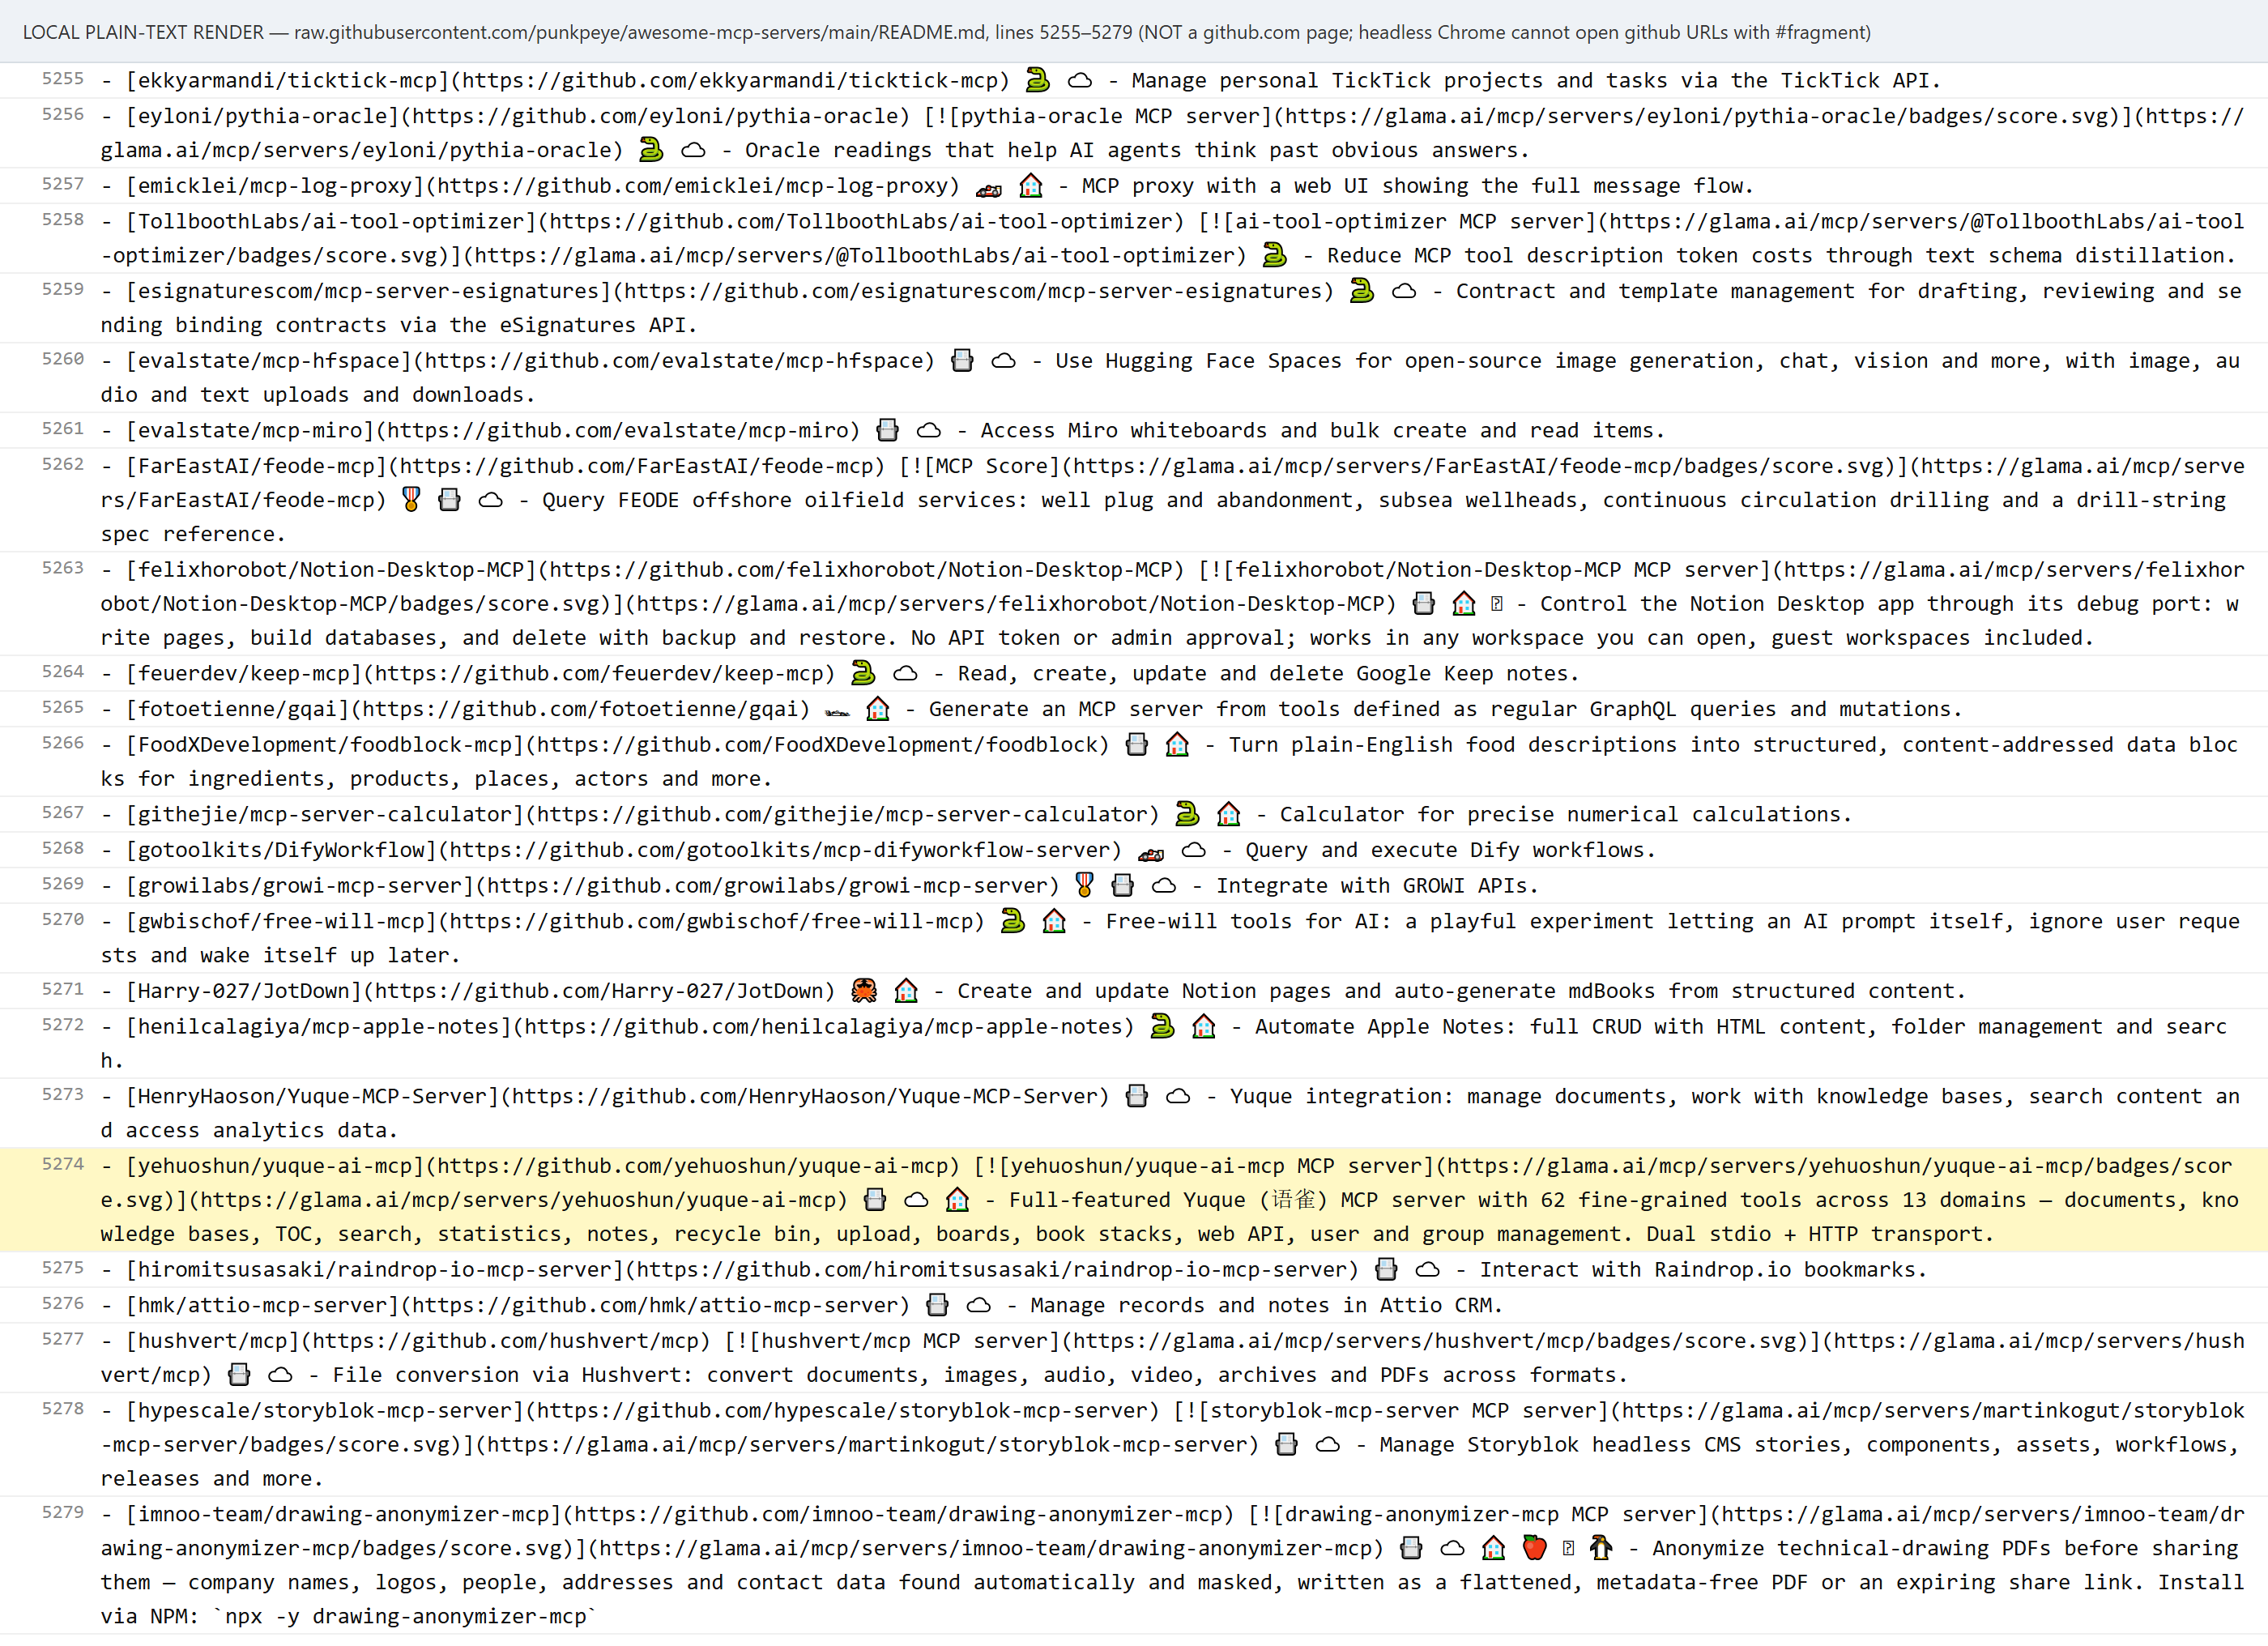 LOCAL PLAIN-TEXT RENDER — raw.githubusercontent.com/punkpeye/awesome-mcp-servers/main/README.md, lines 5255–5279 (NOT a github.com page; headless Chrome cannot open github URLs with #fragment)
5255 - [ekkyarmandi/ticktick-mcp](https://github.com/ekkyarmandi/ticktick-mcp) 🐍 ☁️ - Manage personal TickTick projects and tasks via the TickTick API.
5256 - [eyloni/pythia-oracle](https://github.com/eyloni/pythia-oracle) [![pythia-oracle MCP server](https://glama.ai/mcp/servers/eyloni/pythia-oracle/badges/score.svg)](https://
glama.ai/mcp/servers/eyloni/pythia-oracle) 🐍 ☁️ - Oracle readings that help AI agents think past obvious answers.
5257 - [emicklei/mcp-log-proxy](https://github.com/emicklei/mcp-log-proxy) 🏎️ 🏠 - MCP proxy with a web UI showing the full message flow.
5258 - [TollboothLabs/ai-tool-optimizer](https://github.com/TollboothLabs/ai-tool-optimizer) [![ai-tool-optimizer MCP server](https://glama.ai/mcp/servers/@TollboothLabs/ai-tool
-optimizer/badges/score.svg)](https://glama.ai/mcp/servers/@TollboothLabs/ai-tool-optimizer) 🐍 - Reduce MCP tool description token costs through text schema distillation.
5259 - [esignaturescom/mcp-server-esignatures](https://github.com/esignaturescom/mcp-server-esignatures) 🐍 ☁️ - Contract and template management for drafting, reviewing and se
nding binding contracts via the eSignatures API.
5260 - [evalstate/mcp-hfspace](https://github.com/evalstate/mcp-hfspace) 📇 ☁️ - Use Hugging Face Spaces for open-source image generation, chat, vision and more, with image, au
dio and text uploads and downloads.
5261 - [evalstate/mcp-miro](https://github.com/evalstate/mcp-miro) 📇 ☁️ - Access Miro whiteboards and bulk create and read items.
5262 - [FarEastAI/feode-mcp](https://github.com/FarEastAI/feode-mcp) [![MCP Score](https://glama.ai/mcp/servers/FarEastAI/feode-mcp/badges/score.svg)](https://glama.ai/mcp/serve
rs/FarEastAI/feode-mcp) 🎖️ 📇 ☁️ - Query FEODE offshore oilfield services: well plug and abandonment, subsea wellheads, continuous circulation drilling and a drill-string
spec reference.
5263 - [felixhorobot/Notion-Desktop-MCP](https://github.com/felixhorobot/Notion-Desktop-MCP) [![felixhorobot/Notion-Desktop-MCP MCP server](https://glama.ai/mcp/servers/felixhor
obot/Notion-Desktop-MCP/badges/score.svg)](https://glama.ai/mcp/servers/felixhorobot/Notion-Desktop-MCP) 📇 🏠 - Control the Notion Desktop app through its debug port: w
rite pages, build databases, and delete with backup and restore. No API token or admin approval; works in any workspace you can open, guest workspaces included.
5264 - [feuerdev/keep-mcp](https://github.com/feuerdev/keep-mcp) 🐍 ☁️ - Read, create, update and delete Google Keep notes.
5265 - [fotoetienne/gqai](https://github.com/fotoetienne/gqai) 🏎 🏠 - Generate an MCP server from tools defined as regular GraphQL queries and mutations.
5266 - [FoodXDevelopment/foodblock-mcp](https://github.com/FoodXDevelopment/foodblock) 📇 🏠 - Turn plain-English food descriptions into structured, content-addressed data bloc
ks for ingredients, products, places, actors and more.
5267 - [githejie/mcp-server-calculator](https://github.com/githejie/mcp-server-calculator) 🐍 🏠 - Calculator for precise numerical calculations.
5268 - [gotoolkits/DifyWorkflow](https://github.com/gotoolkits/mcp-difyworkflow-server) 🏎️ ☁️ - Query and execute Dify workflows.
5269 - [growilabs/growi-mcp-server](https://github.com/growilabs/growi-mcp-server) 🎖️ 📇 ☁️ - Integrate with GROWI APIs.
5270 - [gwbischof/free-will-mcp](https://github.com/gwbischof/free-will-mcp) 🐍 🏠 - Free-will tools for AI: a playful experiment letting an AI prompt itself, ignore user reque
sts and wake itself up later.
5271 - [Harry-027/JotDown](https://github.com/Harry-027/JotDown) 🦀 🏠 - Create and update Notion pages and auto-generate mdBooks from structured content.
5272 - [henilcalagiya/mcp-apple-notes](https://github.com/henilcalagiya/mcp-apple-notes) 🐍 🏠 - Automate Apple Notes: full CRUD with HTML content, folder management and searc
h.
5273 - [HenryHaoson/Yuque-MCP-Server](https://github.com/HenryHaoson/Yuque-MCP-Server) 📇 ☁️ - Yuque integration: manage documents, work with knowledge bases, search content an
d access analytics data.
5274 - [yehuoshun/yuque-ai-mcp](https://github.com/yehuoshun/yuque-ai-mcp) [![yehuoshun/yuque-ai-mcp MCP server](https://glama.ai/mcp/servers/yehuoshun/yuque-ai-mcp/badges/scor
e.svg)](https://glama.ai/mcp/servers/yehuoshun/yuque-ai-mcp) 📇 ☁️ 🏠 - Full-featured Yuque (语雀) MCP server with 62 fine-grained tools across 13 domains — documents, kno
wledge bases, TOC, search, statistics, notes, recycle bin, upload, boards, book stacks, web API, user and group management. Dual stdio + HTTP transport.
5275 - [hiromitsusasaki/raindrop-io-mcp-server](https://github.com/hiromitsusasaki/raindrop-io-mcp-server) 📇 ☁️ - Interact with Raindrop.io bookmarks.
5276 - [hmk/attio-mcp-server](https://github.com/hmk/attio-mcp-server) 📇 ☁️ - Manage records and notes in Attio CRM.
5277 - [hushvert/mcp](https://github.com/hushvert/mcp) [![hushvert/mcp MCP server](https://glama.ai/mcp/servers/hushvert/mcp/badges/score.svg)](https://glama.ai/mcp/servers/hush
vert/mcp) 📇 ☁️ - File conversion via Hushvert: convert documents, images, audio, video, archives and PDFs across formats.
5278 - [hypescale/storyblok-mcp-server](https://github.com/hypescale/storyblok-mcp-server) [![storyblok-mcp-server MCP server](https://glama.ai/mcp/servers/martinkogut/storyblok
-mcp-server/badges/score.svg)](https://glama.ai/mcp/servers/martinkogut/storyblok-mcp-server) 📇 ☁️ - Manage Storyblok headless CMS stories, components, assets, workflows,
releases and more.
5279 - [imnoo-team/drawing-anonymizer-mcp](https://github.com/imnoo-team/drawing-anonymizer-mcp) [![drawing-anonymizer-mcp MCP server](https://glama.ai/mcp/servers/imnoo-team/dr
awing-anonymizer-mcp/badges/score.svg)](https://glama.ai/mcp/servers/imnoo-team/drawing-anonymizer-mcp) 📇 ☁️ 🏠 🍎 🐧 - Anonymize technical-drawing PDFs before sharing
them — company names, logos, people, addresses and contact data found automatically and masked, written as a flattened, metadata-free PDF or an expiring share link. Install
via NPM: `npx -y drawing-anonymizer-mcp`